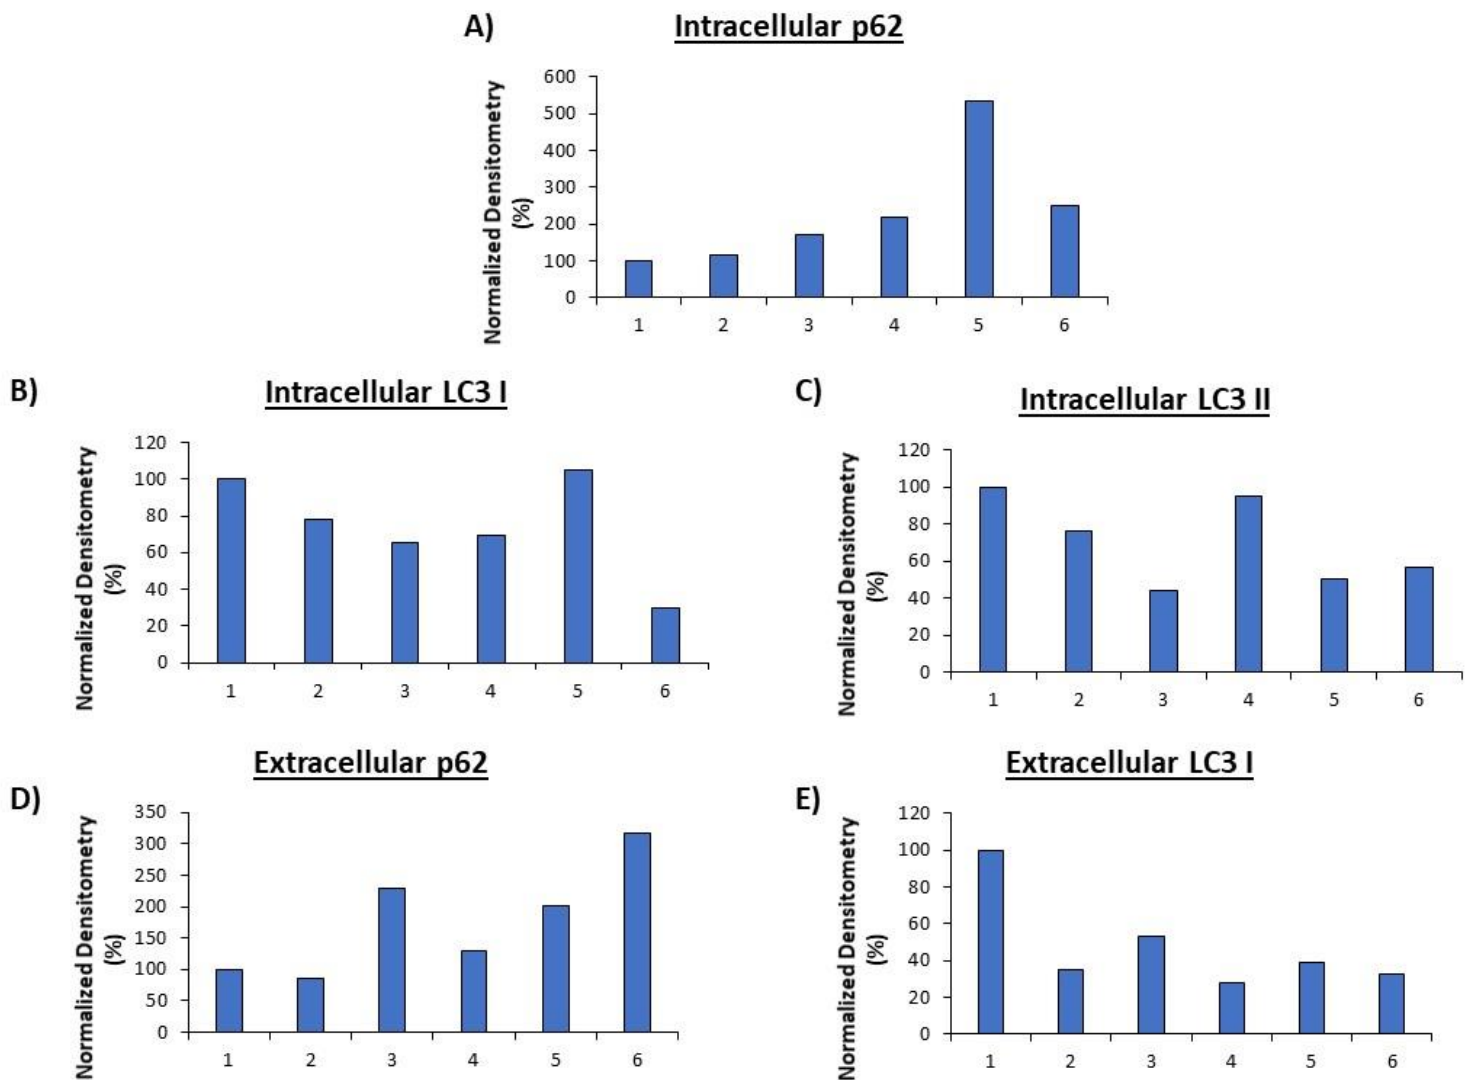 A)
Intracellular p62
Normalized Densitometry
(%)
600
500
400
300
200
100
0
1 2 3 4 5 6
B)
Intracellular LC3 I
Normalized Densitometry
(%)
120
100
80
60
40
20
0
1 2 3 4 5 6
C)
Intracellular LC3 II
Normalized Densitometry
(%)
120
100
80
60
40
20
0
1 2 3 4 5 6
D)
Extracellular p62
Normalized Densitometry
(%)
350
300
250
200
150
100
50
0
1 2 3 4 5 6
E)
Extracellular LC3 I
Normalized Densitometry
(%)
120
100
80
60
40
20
0
1 2 3 4 5 6